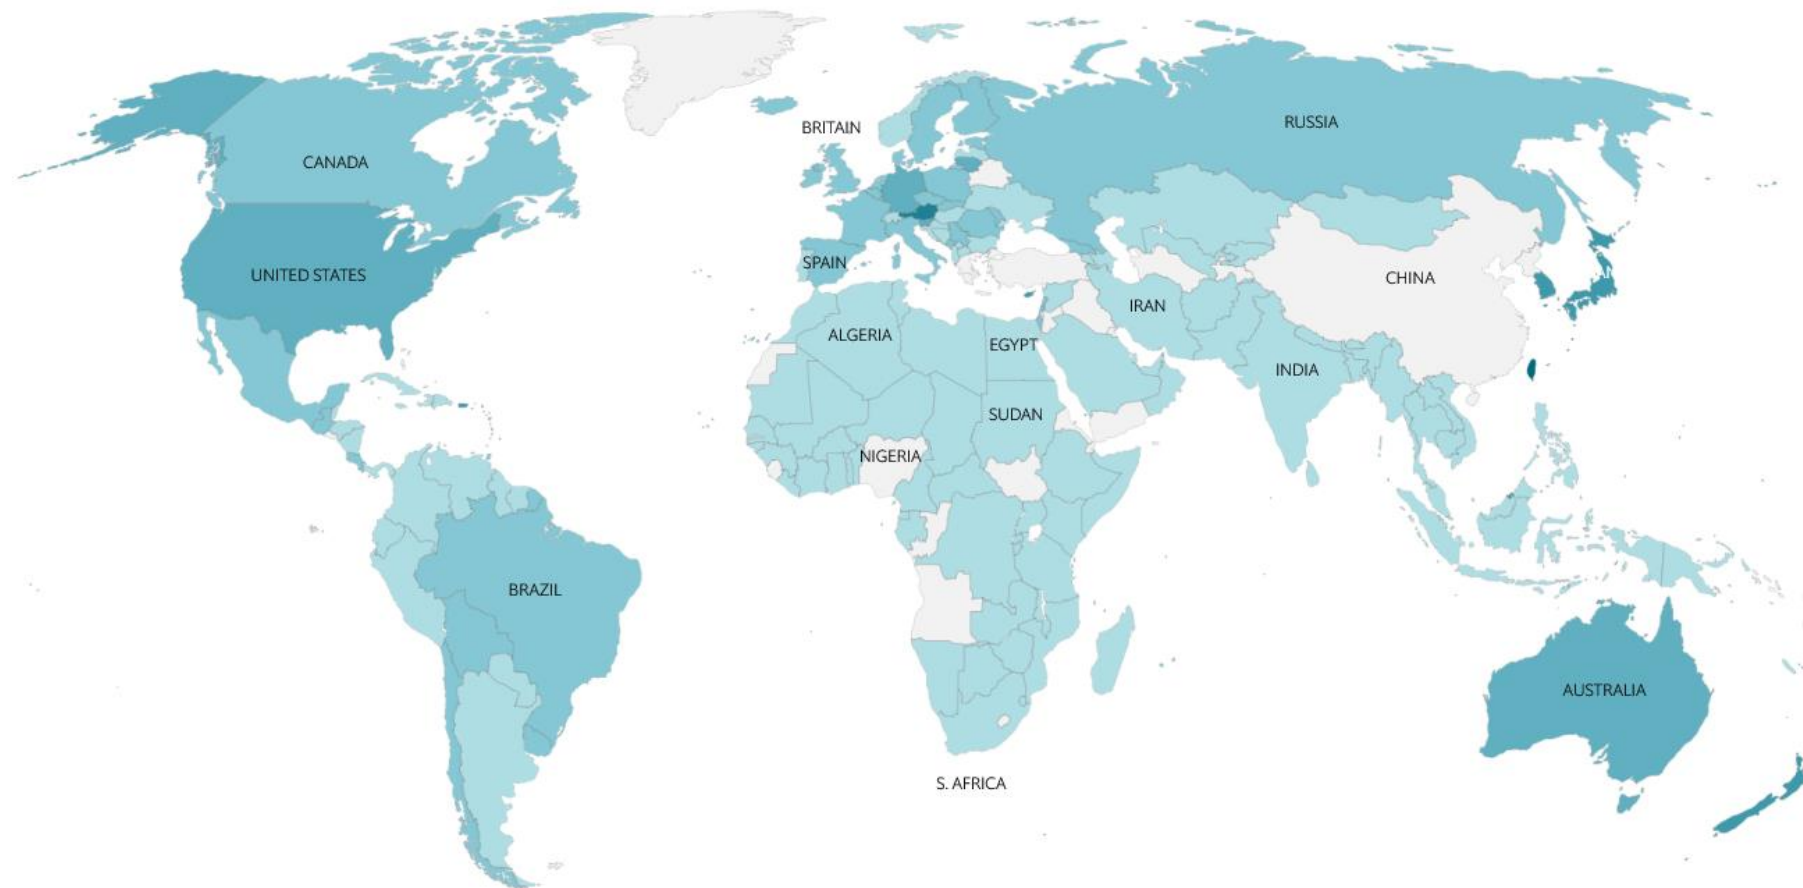 BRITAIN
RUSSIA
CANADA
SPAIN
UNITED STATES
CHINA
IRAN
ALGERIA
EGYPT
INDIA
SUDAN
NIGERIA
BRAZIL
AUSTRALIA
S. AFRICA